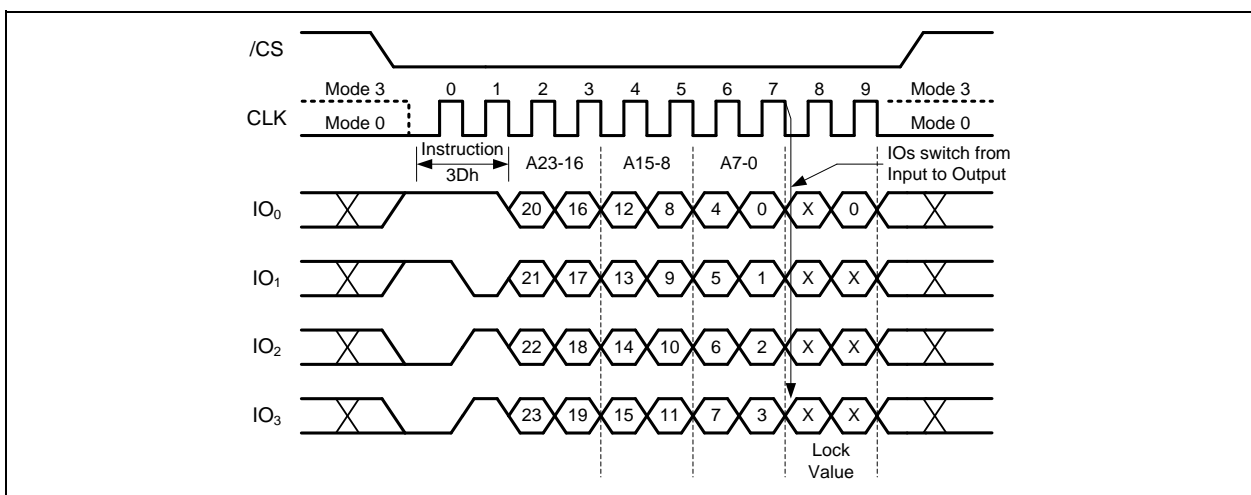 /CS
Mode 3 0 1 2 3 4 5 6 7 8 9 Mode 3
CLK
Mode 0 Mode 0
Instruction
3Dh
A23-16 A15-8 A7-0
IOs switch from
Input to Output
IO₀ 20 16 12 8 4 0 X 0
IO₁ 21 17 13 9 5 1 X X
IO₂ 22 18 14 10 6 2 X X
IO₃ 23 19 15 11 7 3 X X
Lock
Value